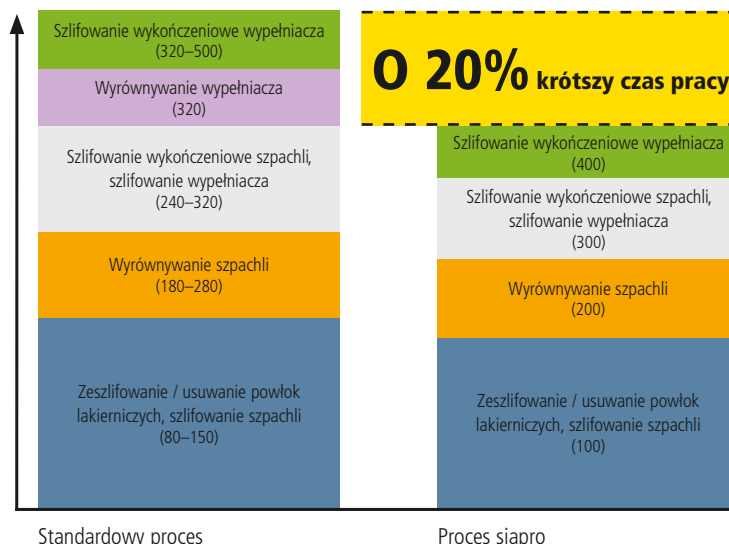 Szlifowanie wykończeniowe wypełniacza
(320–500)
Wyrównywanie wypełniacza
(320)
Szlifowanie wykończeniowe szpachli,
szlifowanie wypełniacza
(240–320)
Wyrównywanie szpachli
(180–280)
Zeszlifowanie / usuwanie powłok
lakierniczych, szlifowanie szpachli
(80–150)
Standardowy proces
O 20% krótszy czas pracy
Szlifowanie wykończeniowe wypełniacza
(400)
Szlifowanie wykończeniowe szpachli,
szlifowanie wypełniacza
(300)
Wyrównywanie szpachli
(200)
Zeszlifowanie / usuwanie powłok
lakierniczych, szlifowanie szpachli
(100)
Proces siapro